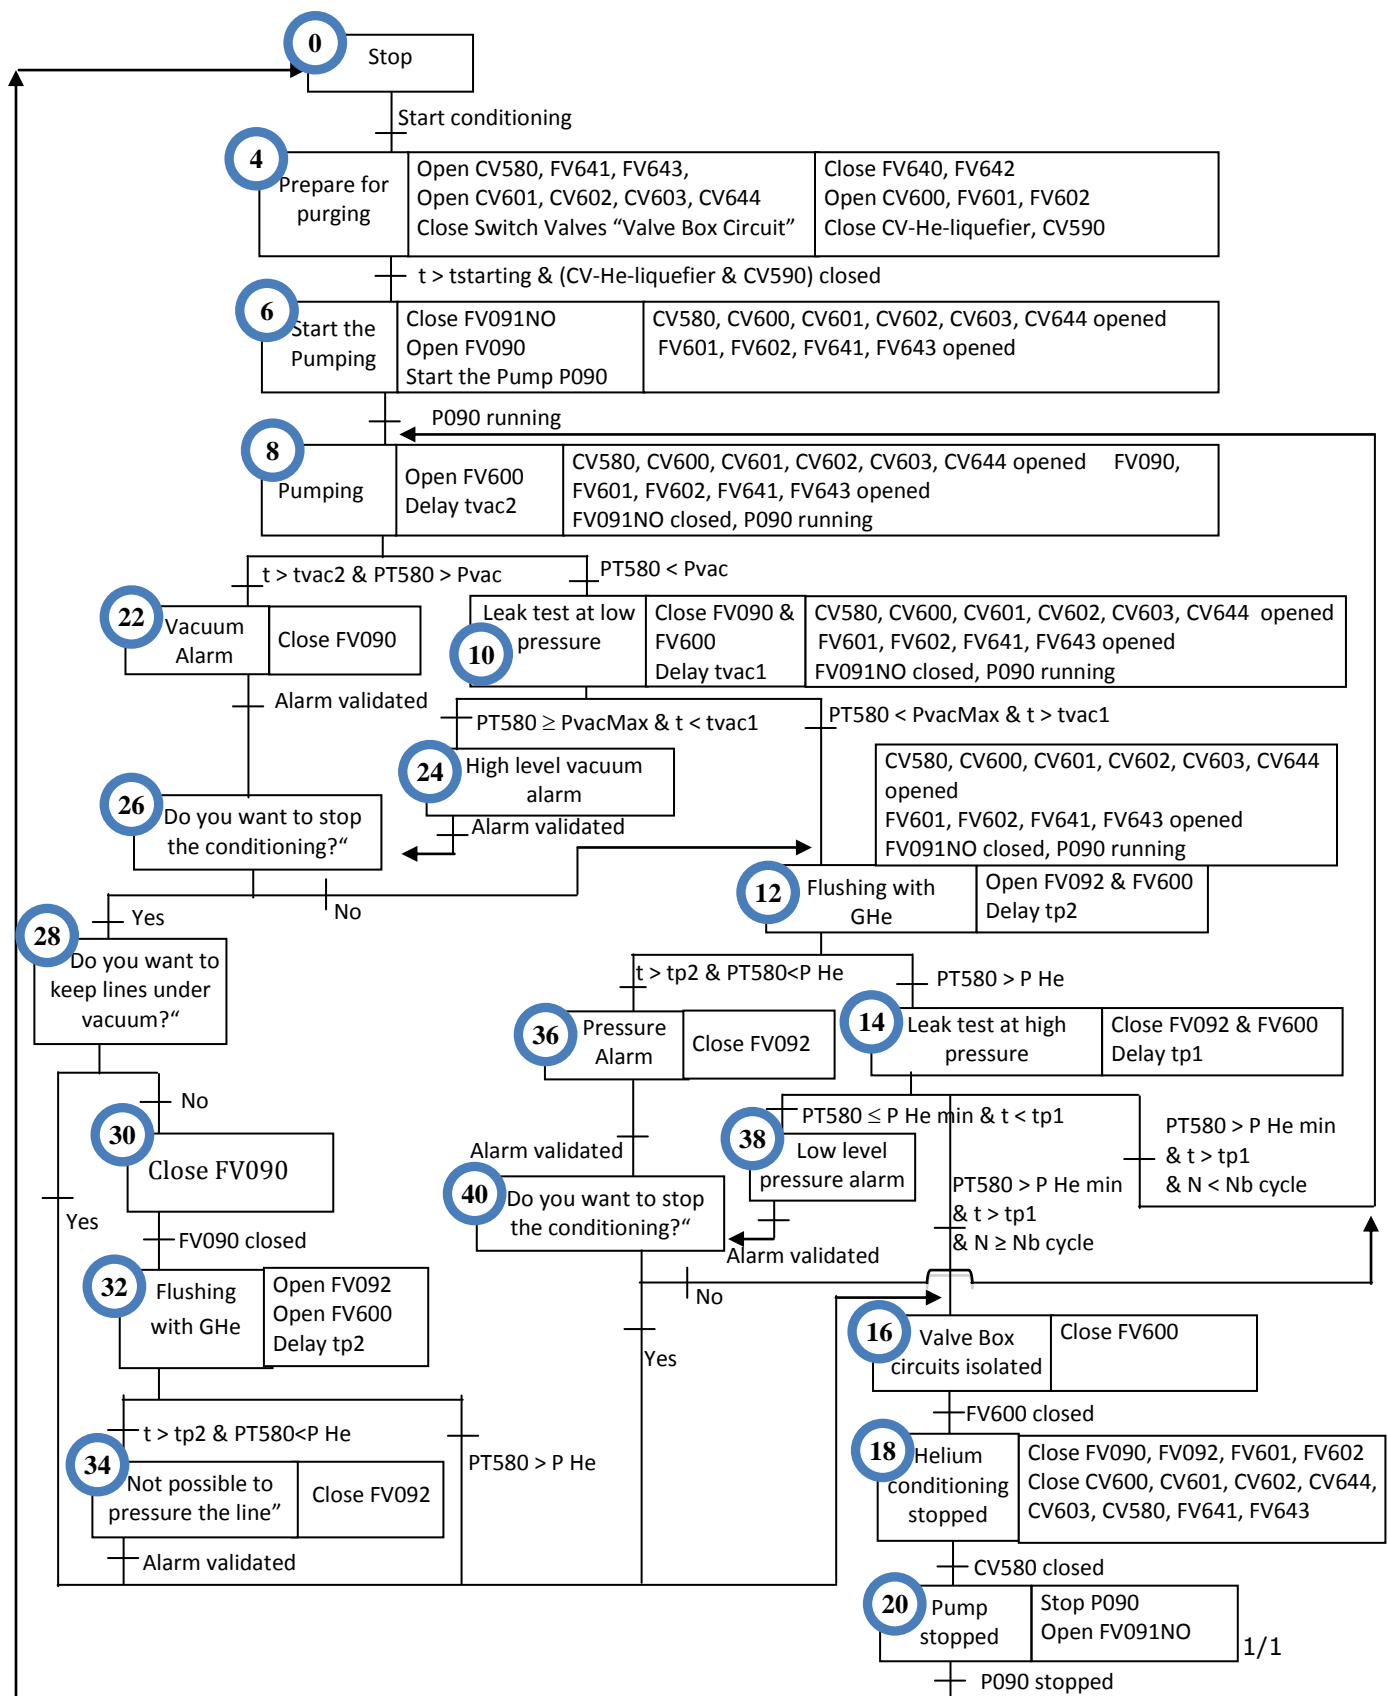 0
Stop
Start conditioning
4
Prepare for
purging
Open CV580, FV641, FV643,
Open CV601, CV602, CV603, CV644
Close Switch Valves “Valve Box Circuit”
Close FV640, FV642
Open CV600, FV601, FV602
Close CV-He-liquefier, CV590
t > tstarting & (CV-He-liquefier & CV590) closed
6
Start the
Pumping
Close FV091NO
Open FV090
Start the Pump P090
CV580, CV600, CV601, CV602, CV603, CV644 opened
FV601, FV602, FV641, FV643 opened
P090 running
8
Pumping
Open FV600
Delay tvac2
CV580, CV600, CV601, CV602, CV603, CV644 opened FV090,
FV601, FV602, FV641, FV643 opened
FV091NO closed, P090 running
t > tvac2 & PT580 > Pvac
PT580 < Pvac
22
Vacuum
Alarm
Close FV090
Leak test at low
pressure
10
Close FV090 &
FV600
Delay tvac1
CV580, CV600, CV601, CV602, CV603, CV644 opened
FV601, FV602, FV641, FV643 opened
FV091NO closed, P090 running
Alarm validated
PT580 ≥ PvacMax & t < tvac1
PT580 < PvacMax & t > tvac1
24
High level vacuum
alarm
CV580, CV600, CV601, CV602, CV603, CV644
opened
FV601, FV602, FV641, FV643 opened
FV091NO closed, P090 running
26
Do you want to stop
the conditioning?“
Alarm validated
12
Flushing with
GHe
Open FV092 & FV600
Delay tp2
No
Yes
28
Do you want to
keep lines under
vacuum?“
t > tp2 & PT580<P He
PT580 > P He
36
Pressure
Alarm
Close FV092
14
Leak test at high
pressure
Close FV092 & FV600
Delay tp1
No
Yes
30
Close FV090
Alarm validated
PT580 ≤ P He min & t < tp1
38
Low level
pressure alarm
PT580 > P He min
& t > tp1
& N < Nb cycle
PT580 > P He min
& t > tp1
& N ≥ Nb cycle
40
Do you want to stop
the conditioning?“
Alarm validated
FV090 closed
32
Flushing
with GHe
Open FV092
Open FV600
Delay tp2
No
Yes
16
Valve Box
circuits isolated
Close FV600
FV600 closed
t > tp2 & PT580<P He
PT580 > P He
34
Not possible to
pressure the line”
Close FV092
Alarm validated
18
Helium
conditioning
stopped
Close FV090, FV092, FV601, FV602
Close CV600, CV601, CV602, CV644,
CV603, CV580, FV641, FV643
CV580 closed
20
Pump
stopped
Stop P090
Open FV091NO
1/1
P090 stopped